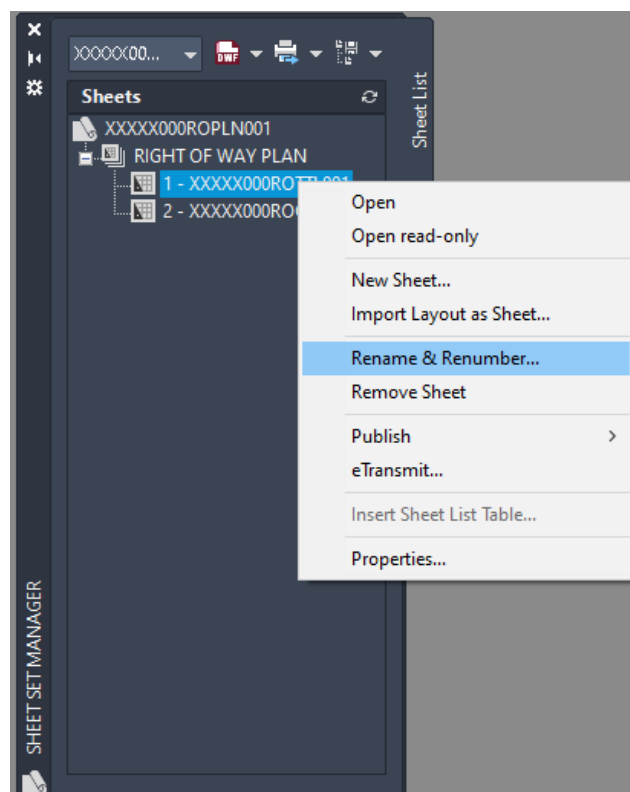 XXXXX00...
DWF
Sheets
Sheet List
XXXXX000ROPLN001
RIGHT OF WAY PLAN
1 - XXXXX000ROTTL001
2 - XXXXX000RO
Open
Open read-only
New Sheet...
Import Layout as Sheet...
Rename & Renumber...
Remove Sheet
Publish
eTransmit...
Insert Sheet List Table...
Properties...
SHEET SET MANAGER